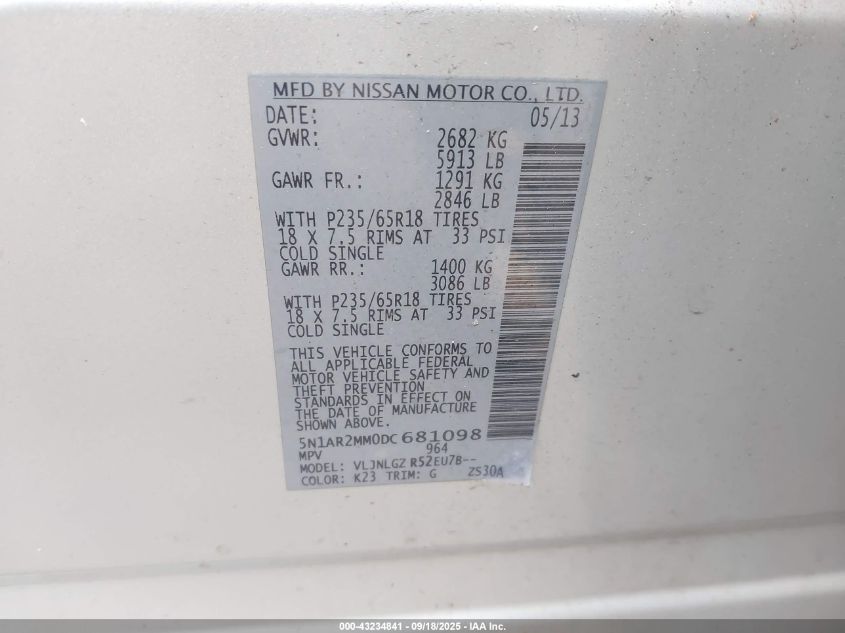 MFD BY NISSAN MOTOR CO., LTD.
DATE: 05/13
GVWR: 2682 KG
5913 LB
GAWR FR.: 1291 KG
2846 LB
WITH P235/65R18 TIRES
18 X 7.5 RIMS AT 33 PSI
COLD SINGLE
GAWR RR.: 1400 KG
3086 LB
WITH P235/65R18 TIRES
18 X 7.5 RIMS AT 33 PSI
COLD SINGLE
THIS VEHICLE CONFORMS TO
ALL APPLICABLE FEDERAL
MOTOR VEHICLE SAFETY AND
THEFT PREVENTION
STANDARDS IN EFFECT ON
THE DATE OF MANUFACTURE
SHOWN ABOVE.
5N1AR2MM0DC681098
MPV 964
MODEL: VLJNLGZ R52EU7B--
COLOR: K23 TRIM: G ZS30A
000-43234841 - 09/18/2025 - IAA Inc.